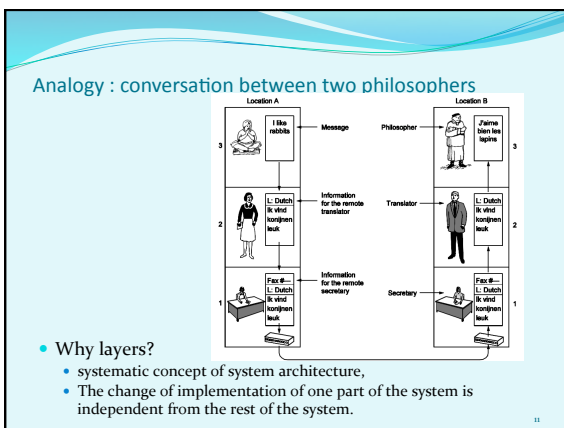 Analogy : conversation between two philosophers
Location A
Location B
3
I like
rabbits
Message
Philosopher
J'aime
bien les
lapins
3
2
L: Dutch
Ik vind
konijnen
leuk
Information
for the remote
translator
Translator
L: Dutch
Ik vind
konijnen
leuk
2
1
Fax #---
L: Dutch
Ik vind
konijnen
leuk
Information
for the remote
secretary
Secretary
Fax #---
L: Dutch
Ik vind
konijnen
leuk
1
• Why layers?
• systematic concept of system architecture,
• The change of implementation of one part of the system is
independent from the rest of the system.
11